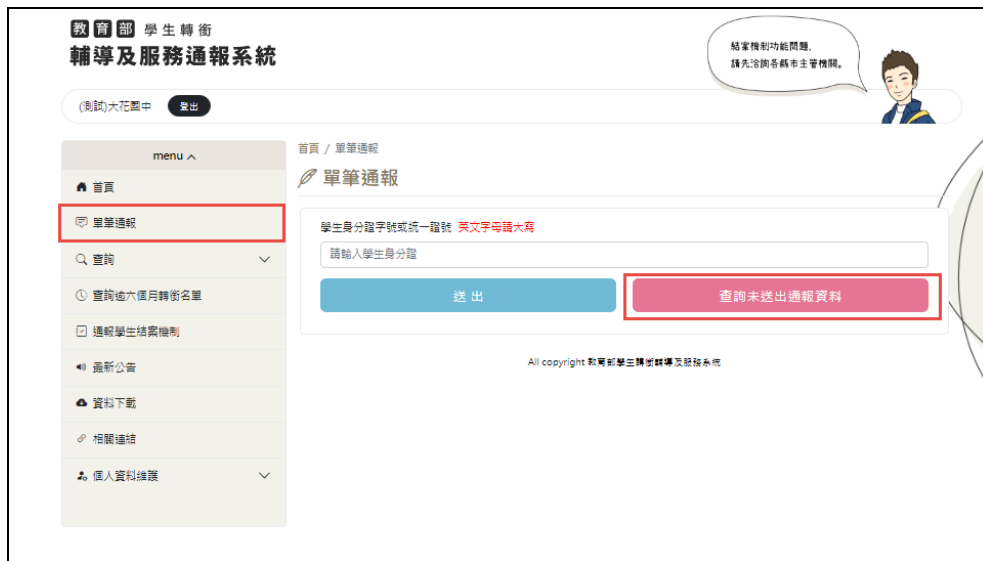 教育部 學生轉銜
輔導及服務通報系統
結案機制功能問題,
請先洽詢各縣市主管機關。
(測試)大花國中 登出
menu
首頁
單筆通報
查詢
查詢逾六個月轉銜名單
通報學生結案機制
最新公告
資料下載
相關連結
個人資料維護
首頁 / 單筆通報
單筆通報
學生身分證字號或統一證號 英文字母請大寫
請輸入學生身分證
送出
查詢未送出通報資料
All copyright 教育部學生轉銜輔導及服務系統